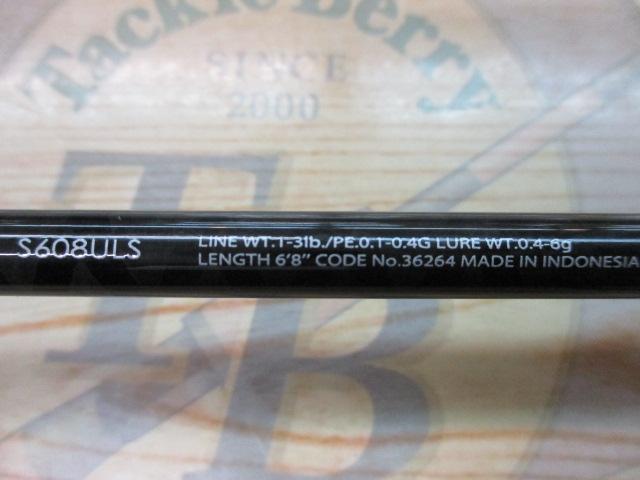 Tackle Berry
SINCE
2000
TB
S608ULS
LINE WT.1-3lb./PE.0.1-0.4G LURE WT.0.4-6g
LENGTH 6'8" CODE No.36264 MADE IN INDONESIA